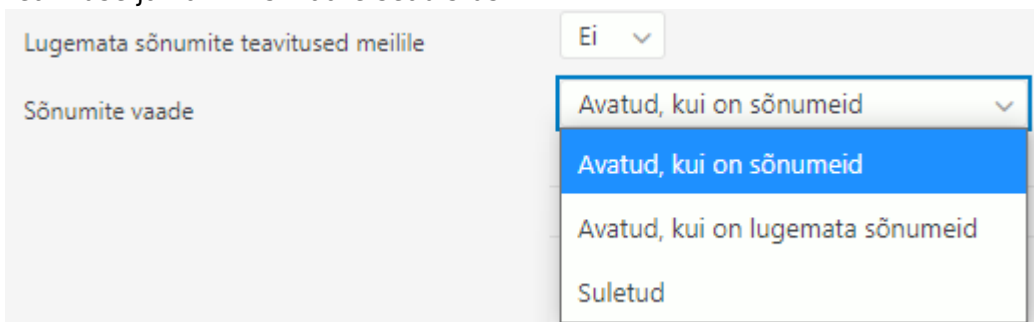 Lugemata sõnumite teavitused meilile
Ei
Sõnumite vaade
Avatud, kui on sõnumeid
Avatud, kui on sõnumeid
Avatud, kui on lugemata sõnumeid
Suletud